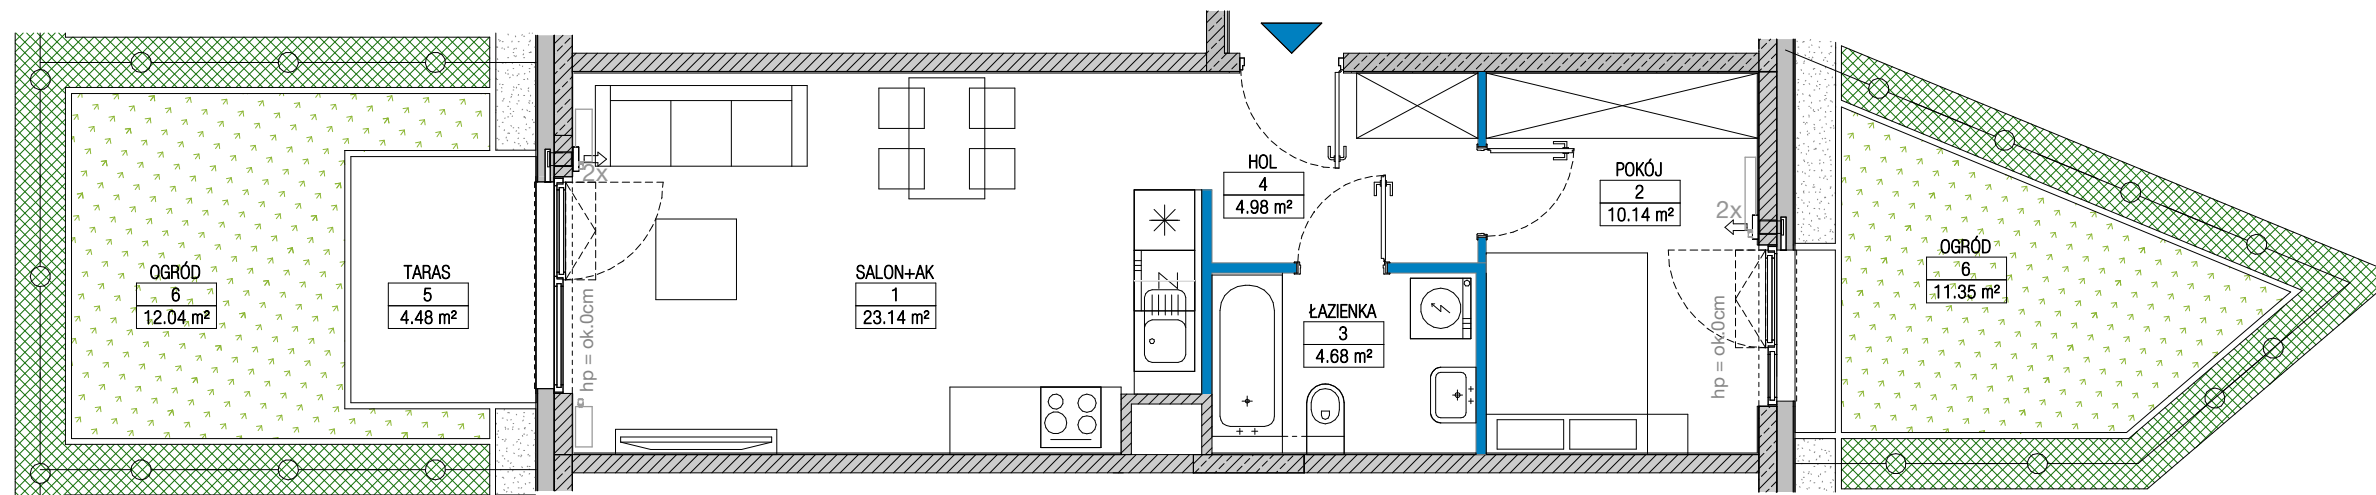 OGRÓD
6
12.04 m²
TARAS
5
4.48 m²
2x
hp = ok.0cm
SALON+AK
1
23.14 m²
HOL
4
4.98 m²
ŁAZIENKA
3
4.68 m²
POKÓJ
2
10.14 m²
2x
hp = ok.0cm
OGRÓD
6
11.35 m²